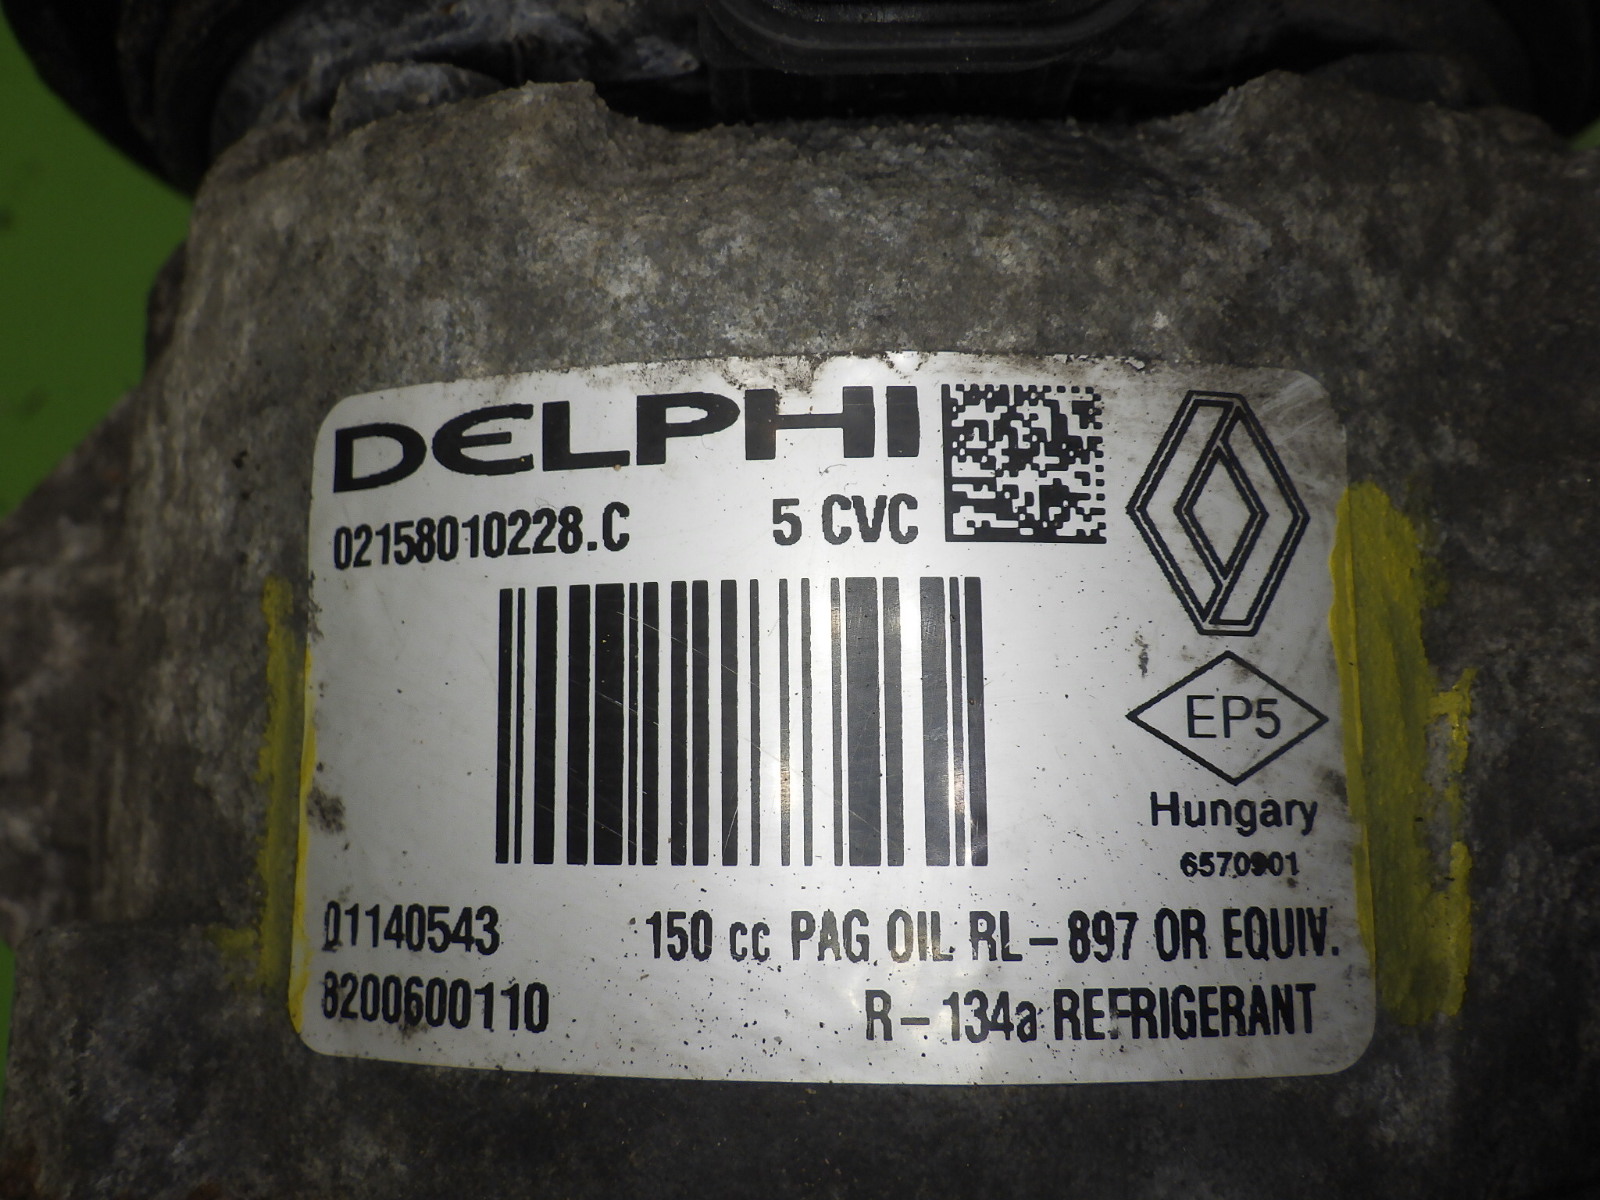 DELPHI
02158010228.C 5 CVC
EP5
Hungary
6570901
01140543 150 cc PAG OIL RL-897 OR EQUIV.
8200600110 R-134a REFRIGERANT